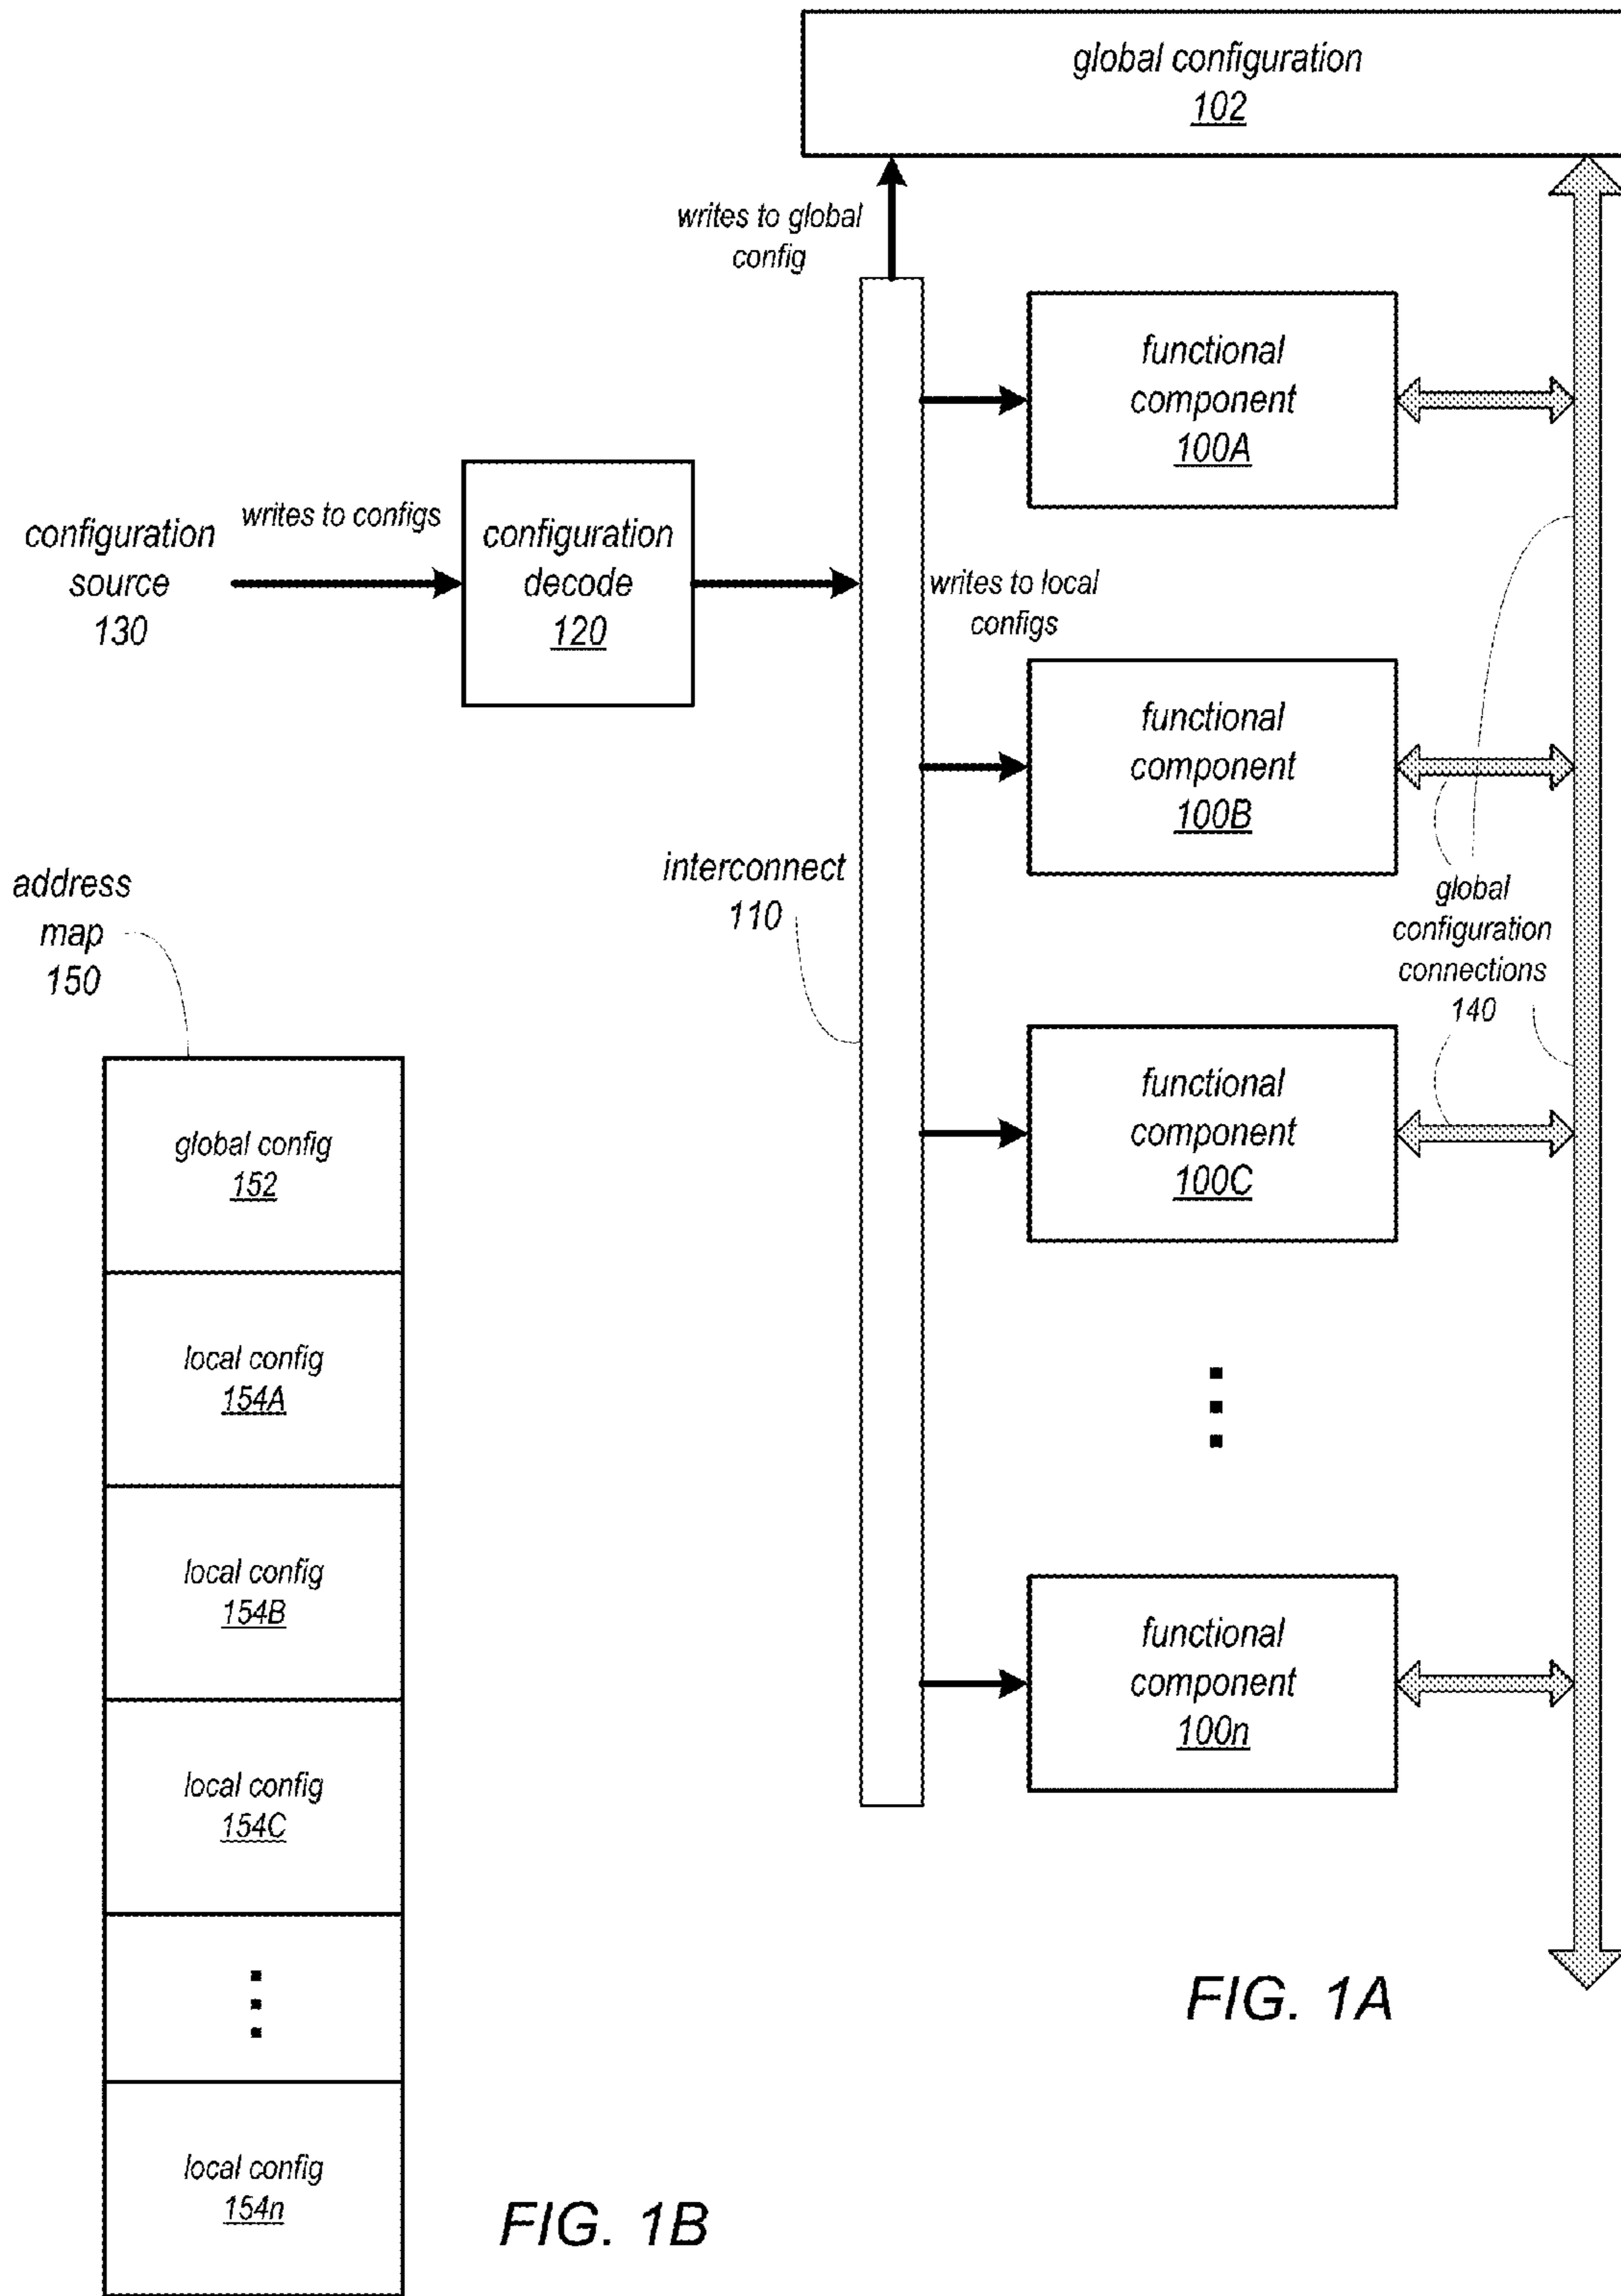 global configuration
102
writes to global
config
functional
component
100A
configuration
source
130
writes to configs
configuration
decode
120
writes to local
configs
functional
component
100B
interconnect
110
global
configuration
connections
140
address
map
150
functional
component
100C
global config
152
local config
154A
local config
154B
functional
component
100n
local config
154C
FIG. 1A
local config
154n
FIG. 1B